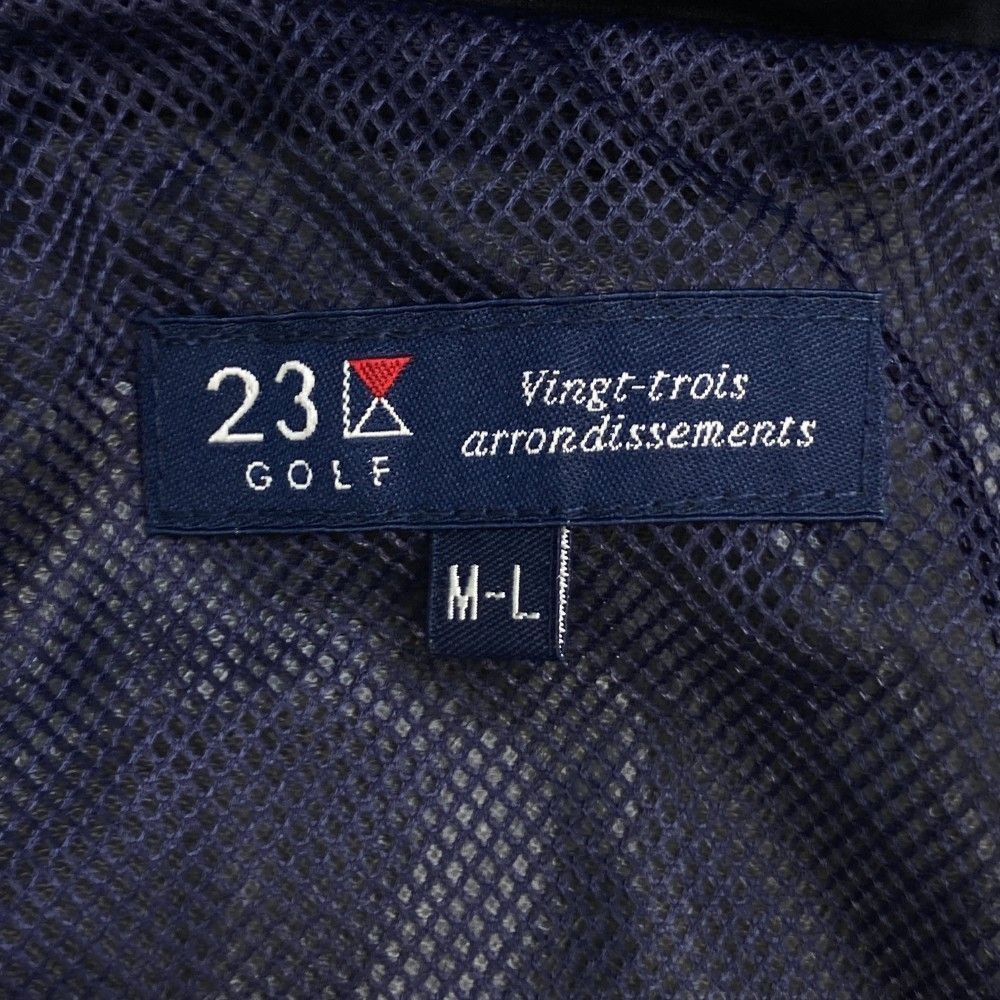 23
GOLF
Vingt-trois
arrondissements
M-L